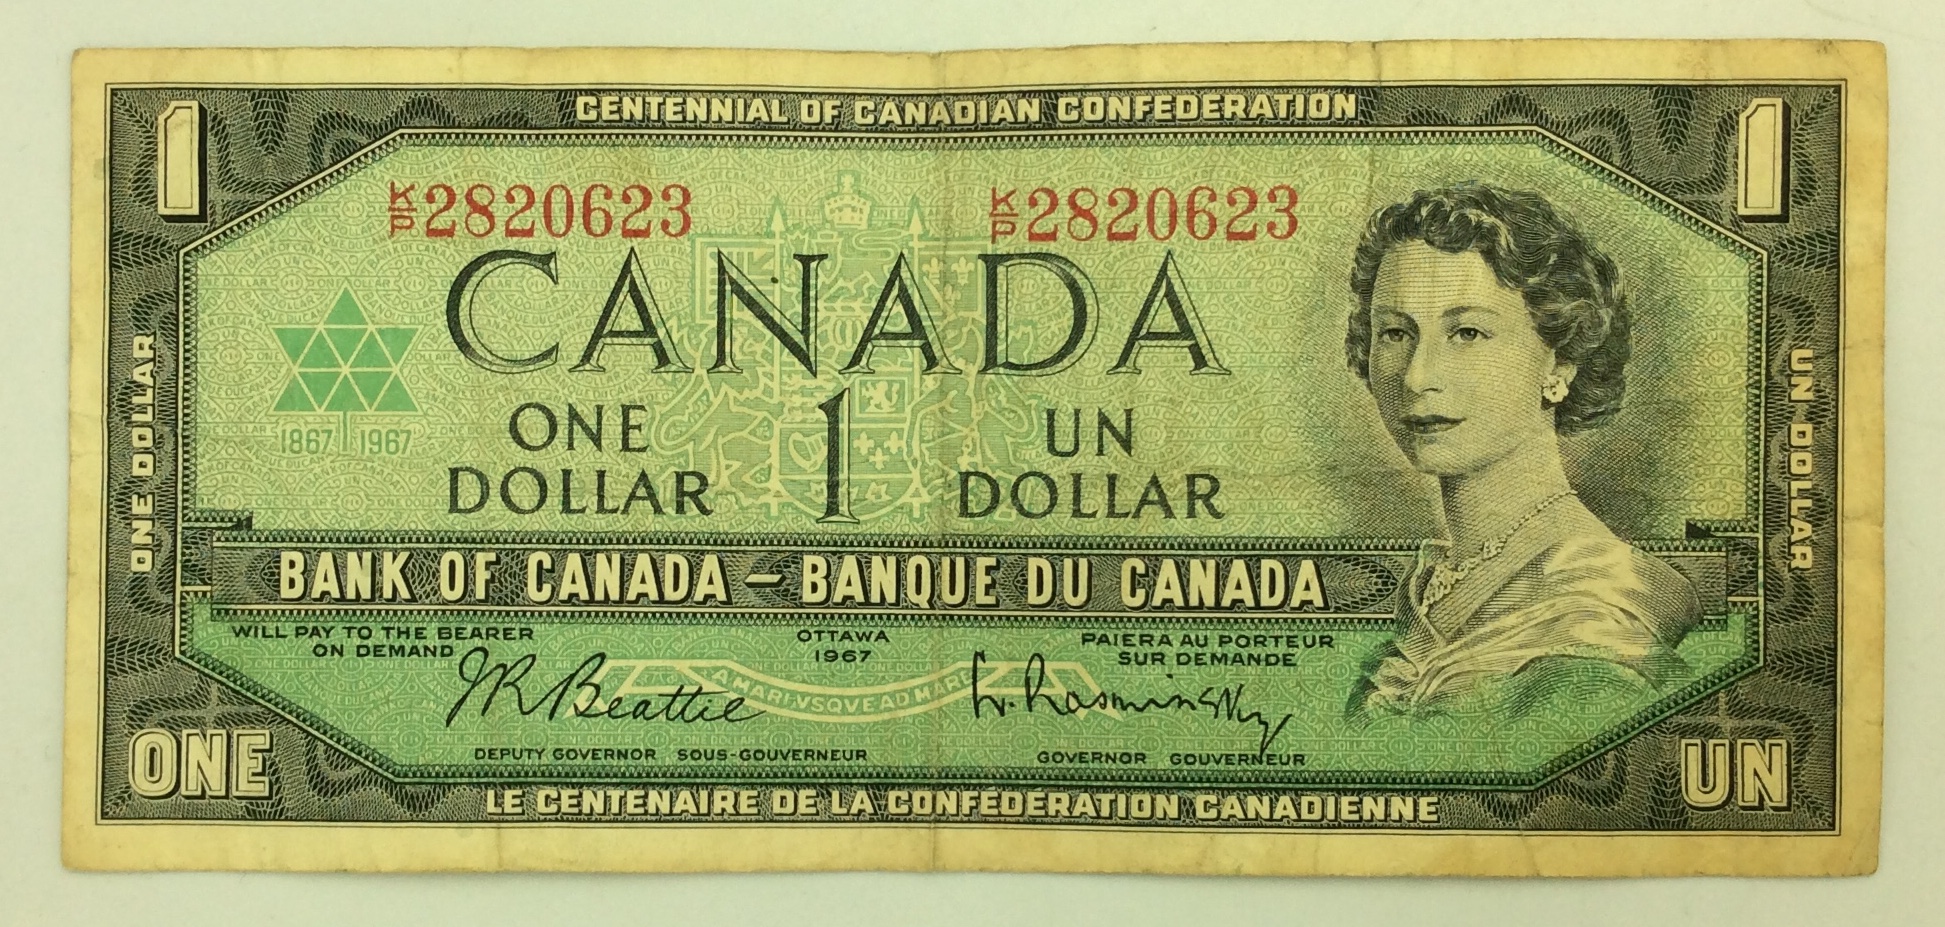 CENTENNIAL OF CANADIAN CONFEDERATION
1 1
K/P 2820623 K/P 2820623
CANADA
1867 1967
ONE DOLLAR
1
UN DOLLAR
ONE DOLLAR
UN DOLLAR
BANK OF CANADA – BANQUE DU CANADA
WILL PAY TO THE BEARER
ON DEMAND
OTTAWA
1967
PAIERA AU PORTEUR
SUR DEMANDE
A MARI VSQVE AD MARE
JR Beattie
L. Rasminsky
DEPUTY GOVERNOR SOUS-GOUVERNEUR
GOVERNOR GOUVERNEUR
ONE UN
LE CENTENAIRE DE LA CONFÉDÉRATION CANADIENNE